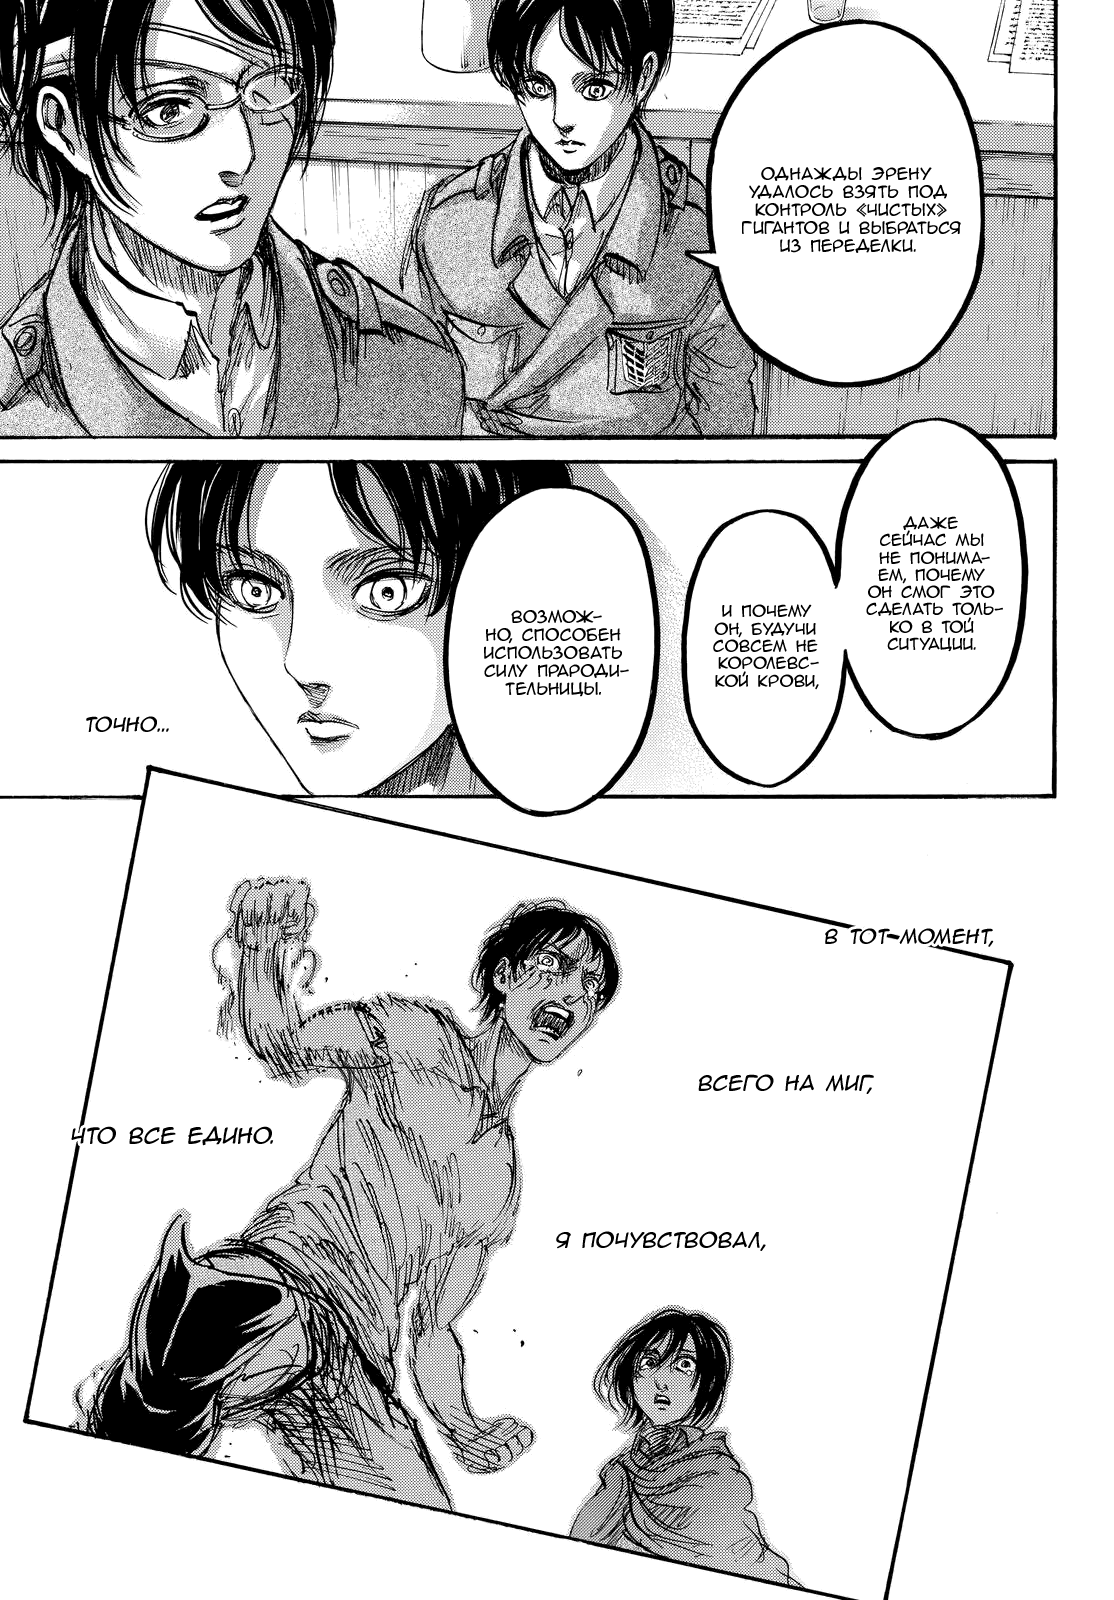 ОДНАЖДЫ ЭРЕНУ
УДАЛОСЬ ВЗЯТЬ ПОД
КОНТРОЛЬ «ЧИСТЫХ»
ГИГАНТОВ И ВЫБРАТЬСЯ
ИЗ ПЕРЕДЕЛКИ.
ДАЖЕ
СЕЙЧАС МЫ
НЕ ПОНИМА-
ЕМ, ПОЧЕМУ
ОН СМОГ ЭТО
СДЕЛАТЬ ТОЛЬ-
КО В ТОЙ
СИТУАЦИИ.
И ПОЧЕМУ
ОН, БУДУЧИ
СОВСЕМ НЕ
КОРОЛЕВС-
КОЙ КРОВИ,
ВОЗМОЖ-
НО, СПОСОБЕН
ИСПОЛЬЗОВАТЬ
СИЛУ ПРАРОДИ-
ТЕЛЬНИЦЫ.
ТОЧНО...
В ТОТ МОМЕНТ,
ВСЕГО НА МИГ,
Я ПОЧУВСТВОВАЛ,
ЧТО ВСЕ ЕДИНО.